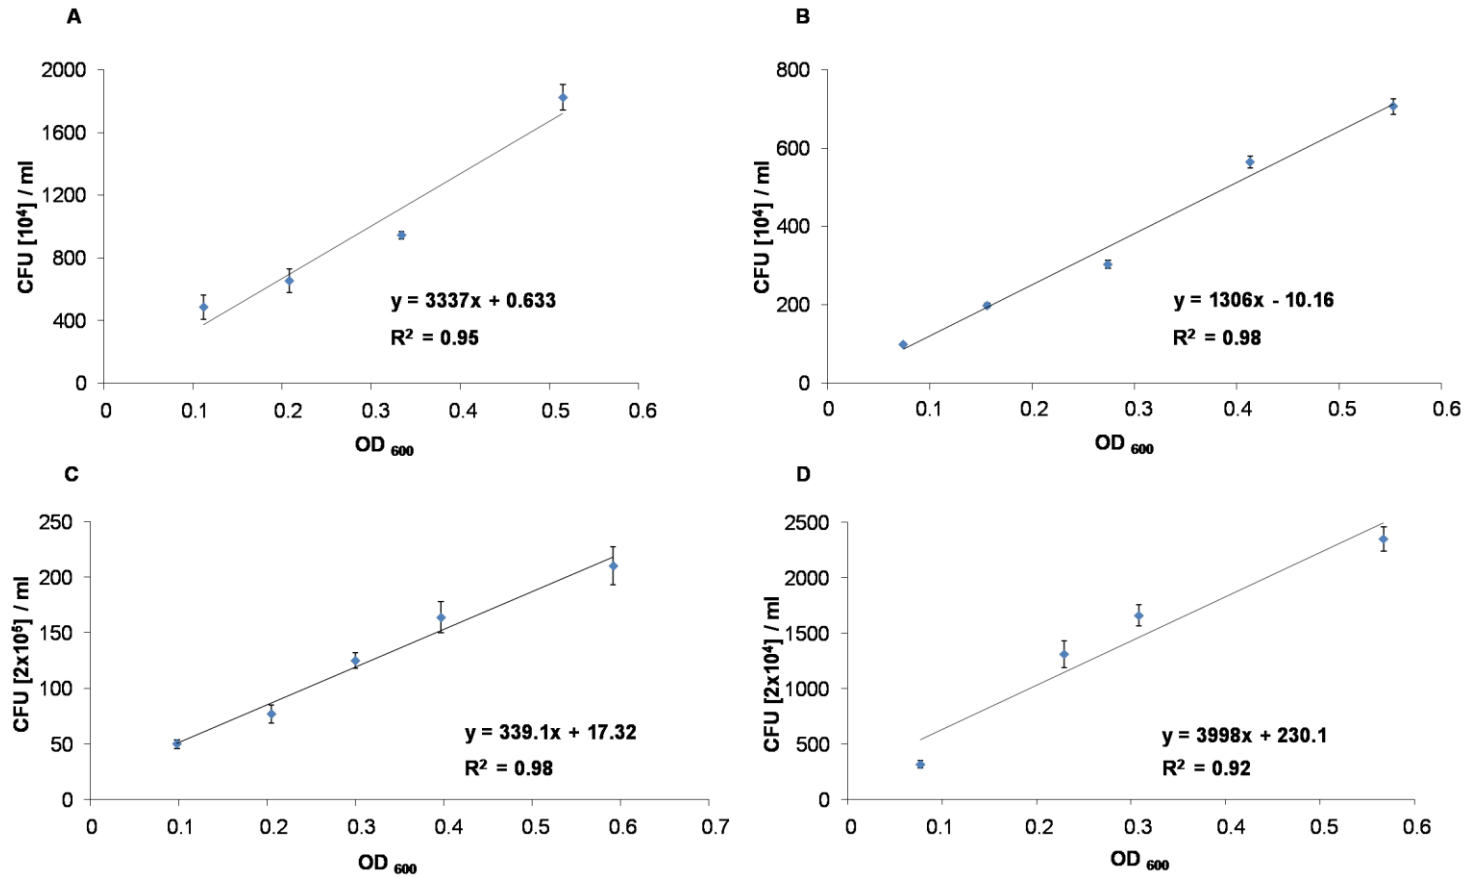 A
2000
1600
1200
800
400
0
0 0.1 0.2 0.3 0.4 0.5 0.6
CFU [10⁴] / ml
OD ₆₀₀
y = 3337x + 0.633
R² = 0.95
B
800
600
400
200
0
0 0.1 0.2 0.3 0.4 0.5 0.6
CFU [10⁴] / ml
OD ₆₀₀
y = 1306x - 10.16
R² = 0.98
C
250
200
150
100
50
0
0 0.1 0.2 0.3 0.4 0.5 0.6 0.7
CFU [2x10⁵] / ml
OD ₆₀₀
y = 339.1x + 17.32
R² = 0.98
D
2500
2000
1500
1000
500
0
0 0.1 0.2 0.3 0.4 0.5 0.6
CFU [2x10⁴] / ml
OD ₆₀₀
y = 3998x + 230.1
R² = 0.92